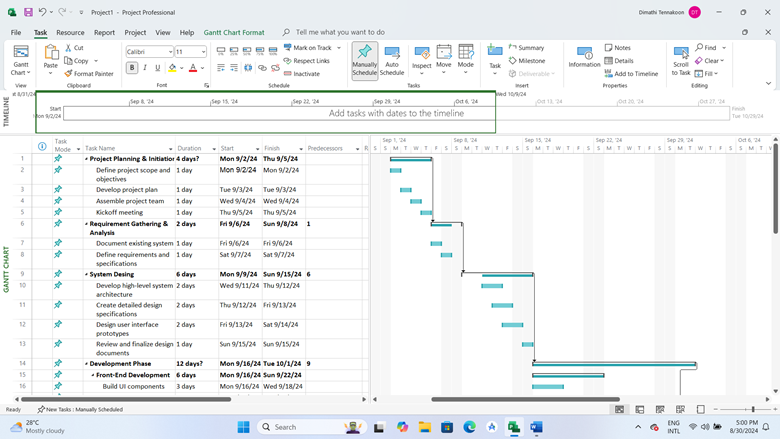 Project1 - Project Professional
Dimathi Tennakoon
DT
File Task Resource Report Project View Help Gantt Chart Format Tell me what you want to do
Gantt Chart
View
Paste
Cut
Copy
Format Painter
Clipboard
Calibri 11
B I U
Font
Mark on Track
Respect Links
Inactivate
Schedule
Manually Schedule
Auto Schedule
Inspect
Move
Mode
Tasks
Task
Summary
Milestone
Deliverable
Insert
Information
Notes
Details
Add to Timeline
Properties
Scroll to Task
Find
Clear
Fill
Editing
TIMELINE
at 8/31/24
Wed 10/9/24
Sep 8, '24 Sep 15, '24 Sep 22, '24 Sep 29, '24 Oct 6, '24 Oct 13, '24 Oct 20, '24 Oct 27, '24
Start
Mon 9/2/24
Add tasks with dates to the timeline
Finish
Tue 10/29/24
Task Mode Task Name Duration Start Finish Predecessors R
Sep 1, '24 Sep 8, '24 Sep 15, '24 Sep 22, '24 Sep 29, '24 Oct 6, '24
1 Project Planning & Initiation 4 days? Mon 9/2/24 Thu 9/5/24
2 Define project scope and objectives 1 day Mon 9/2/24 Mon 9/2/24
3 Develop project plan 1 day Tue 9/3/24 Tue 9/3/24
4 Assemble project team 1 day Wed 9/4/24 Wed 9/4/24
5 Kickoff meeting 1 day Thu 9/5/24 Thu 9/5/24
6 Requirement Gathering & Analysis 2 days Fri 9/6/24 Sun 9/8/24 1
7 Document existing system 1 day Fri 9/6/24 Fri 9/6/24
8 Define requirements and specifications 1 day Sat 9/7/24 Sat 9/7/24
9 System Desing 6 days Mon 9/9/24 Sun 9/15/24 6
10 Develop high-level system architecture 2 days Wed 9/11/24 Thu 9/12/24
11 Create detailed design specifications 2 days Thu 9/12/24 Fri 9/13/24
12 Design user interface prototypes 2 days Fri 9/13/24 Sat 9/14/24
13 Review and finalize design documents 1 day Sun 9/15/24 Sun 9/15/24
14 Development Phase 12 days? Mon 9/16/24 Tue 10/1/24 9
15 Front-End Development 6 days Mon 9/16/24 Sun 9/22/24
16 Build UI components 3 days Mon 9/16/24 Wed 9/18/24
GANTT CHART
Ready New Tasks : Manually Scheduled
28°C
Mostly cloudy
Search
ENG
INTL
5:00 PM
8/30/2024